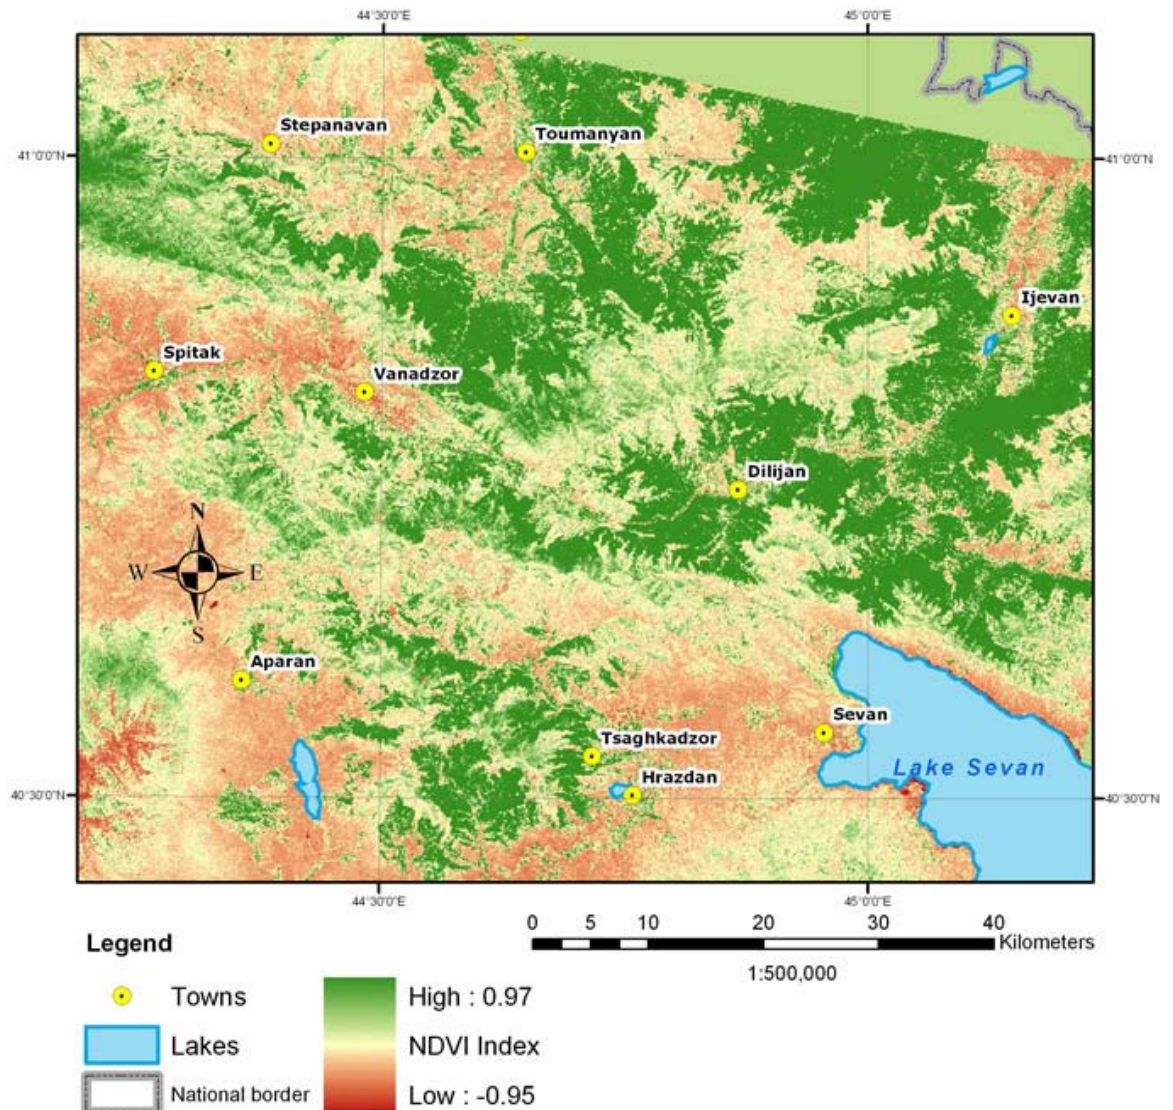 44°30'0"E
45°0'0"E
Stepanavan
Toumanyan
41°0'0"N
41°0'0"N
Ijevan
Spitak
Vanadzor
Dilijan
N
W
E
S
Aparan
Sevan
Tsaghkadzor
Lake Sevan
Hrazdan
40°30'0"N
40°30'0"N
44°30'0"E
45°0'0"E
0 5 10 20 30 40
Kilometers
1:500,000
Legend
Towns
High : 0.97
Lakes
NDVI Index
National border
Low : -0.95